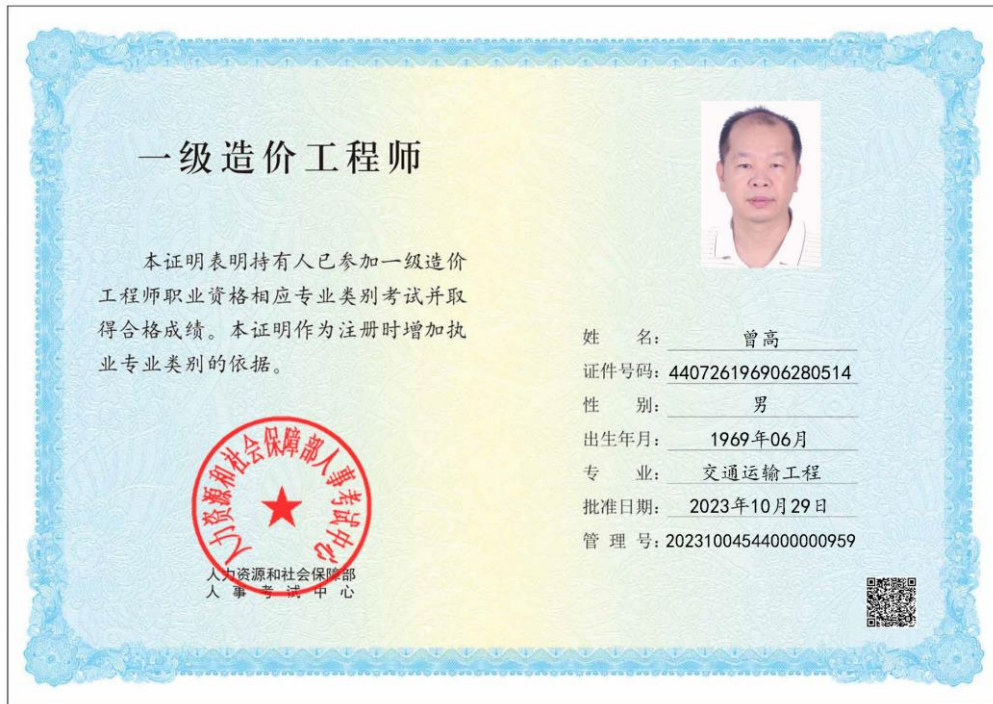 一级造价工程师
本证明表明持有人已参加一级造价
工程师职业资格相应专业类别考试并取
得合格成绩。本证明作为注册时增加执
业专业类别的依据。
人力资源和社会保障部人事考试中心
人力资源和社会保障部
人事考试中心
姓 名： 曾高
证件号码：440726196906280514
性 别： 男
出生年月： 1969年06月
专 业： 交通运输工程
批准日期： 2023年10月29日
管 理 号：20231004544000000959